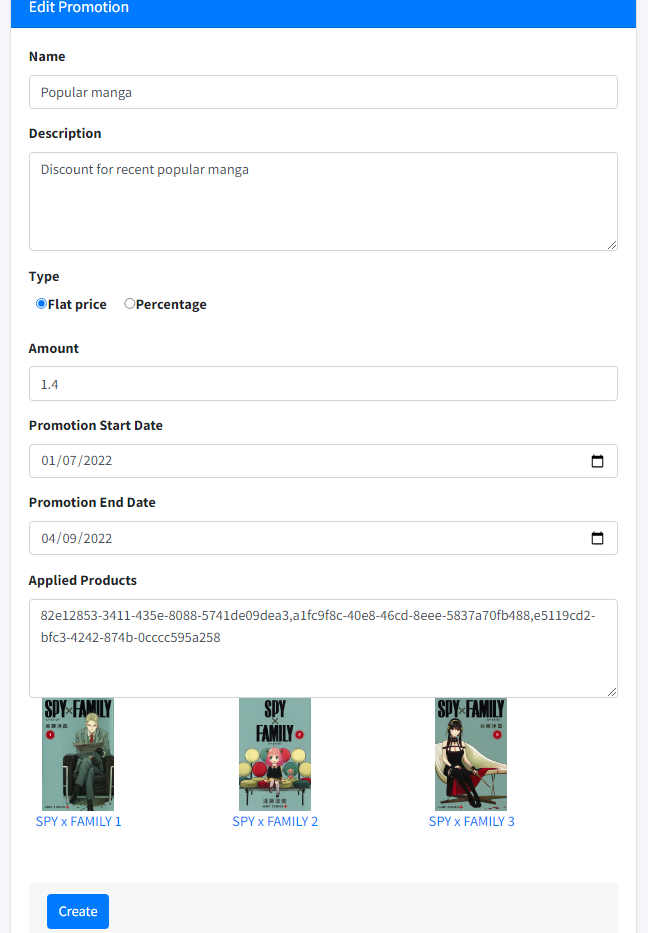 Edit Promotion
Name
Popular manga
Description
Discount for recent popular manga
Type
Flat price Percentage
Amount
1.4
Promotion Start Date
01/07/2022
Promotion End Date
04/09/2022
Applied Products
82e12853-3411-435e-8088-5741de09dea3,a1fc9f8c-40e8-46cd-8eee-5837a70fb488,e5119cd2-
bfc3-4242-874b-0cccc595a258
SPY×FAMILY
1
SPY
×
FAMILY
2
SPY×FAMILY
3
SPY x FAMILY 1
SPY x FAMILY 2
SPY x FAMILY 3
Create